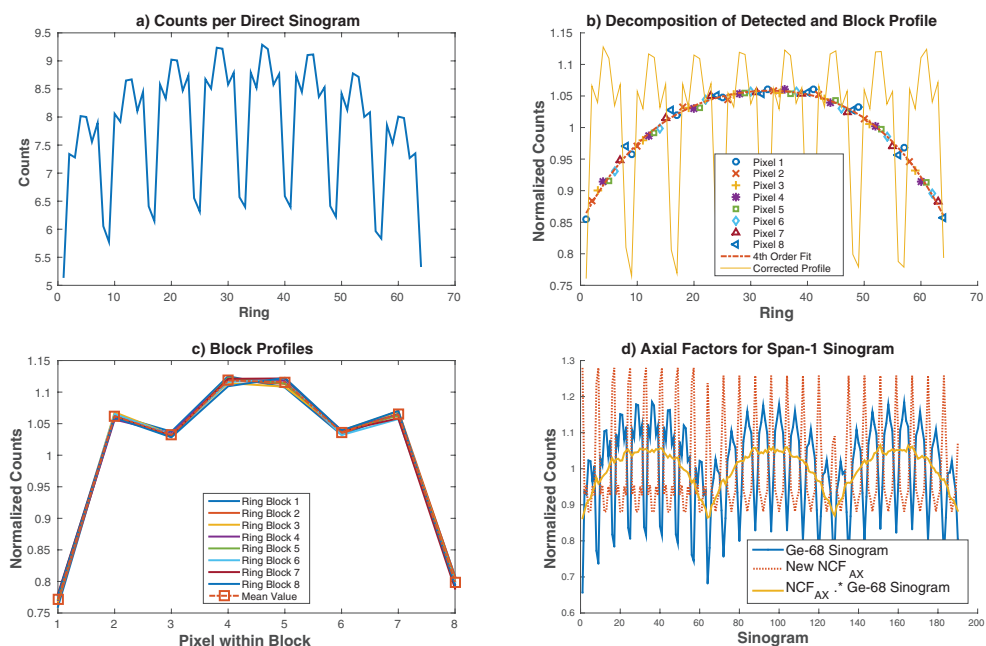 a) Counts per Direct Sinogram
9.5
9
8.5
8
7.5
7
6.5
6
5.5
5
0 10 20 30 40 50 60 70
Counts
Ring
b) Decomposition of Detected and Block Profile
1.1
1.05
1
0.95
0.9
0.85
0.8
0.75
0 10 20 30 40 50 60 70
Normalized Counts
Ring
Pixel 1
Pixel 2
Pixel 3
Pixel 4
Pixel 5
Pixel 6
Pixel 7
Pixel 8
4th Order Fit
Corrected Profile
c) Block Profiles
1.15
1.1
1.05
1
0.95
0.9
0.85
0.8
0.75
1 2 3 4 5 6 7 8
Normalized Counts
Pixel within Block
Ring Block 1
Ring Block 2
Ring Block 3
Ring Block 4
Ring Block 5
Ring Block 6
Ring Block 7
Ring Block 8
Mean Value
d) Axial Factors for Span-1 Sinogram
1.3
1.2
1.1
1
0.9
0.8
0.7
0.6
0 20 40 60 80 100 120 140 160 180 200
Normalized Counts
Sinogram
Ge-68 Sinogram
New NCF AX
NCF AX .* Ge-68 Sinogram